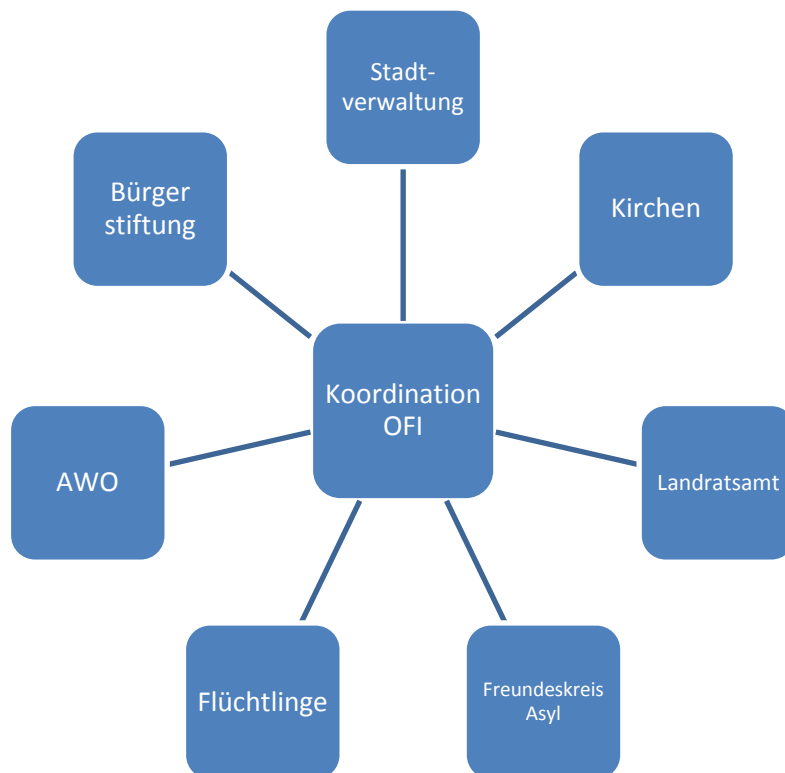 Stadt-
verwaltung
Kirchen
Landratsamt
Freundeskreis
Asyl
Flüchtlinge
AWO
Bürger
stiftung
Koordination
OFI